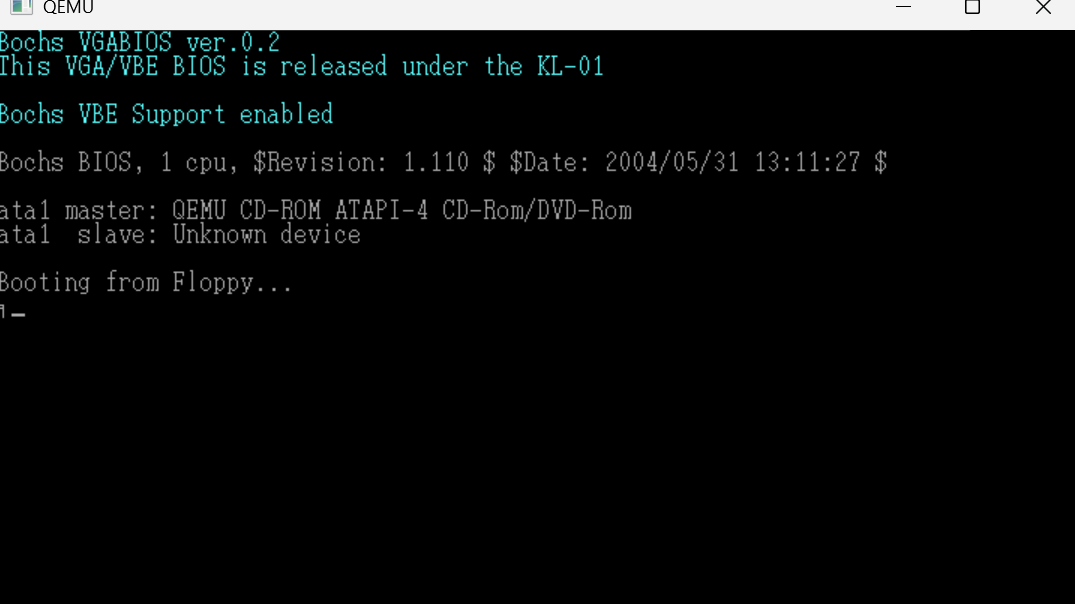 QEMU
Bochs VGABIOS ver.0.2
This VGA/VBE BIOS is released under the KL-01
Bochs VBE Support enabled
Bochs BIOS, 1 cpu, $Revision: 1.110 $ $Date: 2004/05/31 13:11:27 $
ata1 master: QEMU CD-ROM ATAPI-4 CD-Rom/DVD-Rom
ata1  slave: Unknown device
Booting from Floppy...